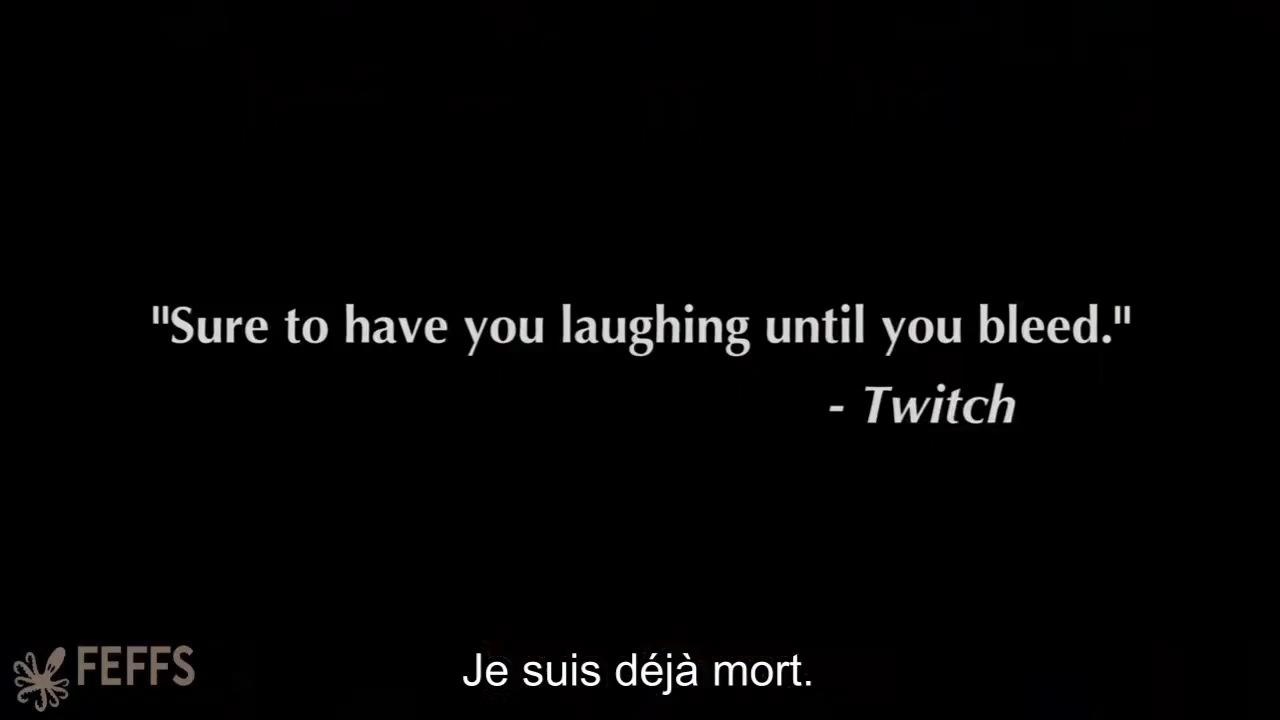 "Sure to have you laughing until you bleed."
- Twitch
FEFFS
Je suis déjà mort.